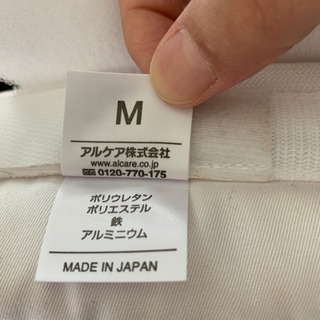 M
アルケア株式会社
www.alcare.co.jp
0120-770-175
ポリウレタン
ポリエステル
鉄
アルミニウム
MADE IN JAPAN